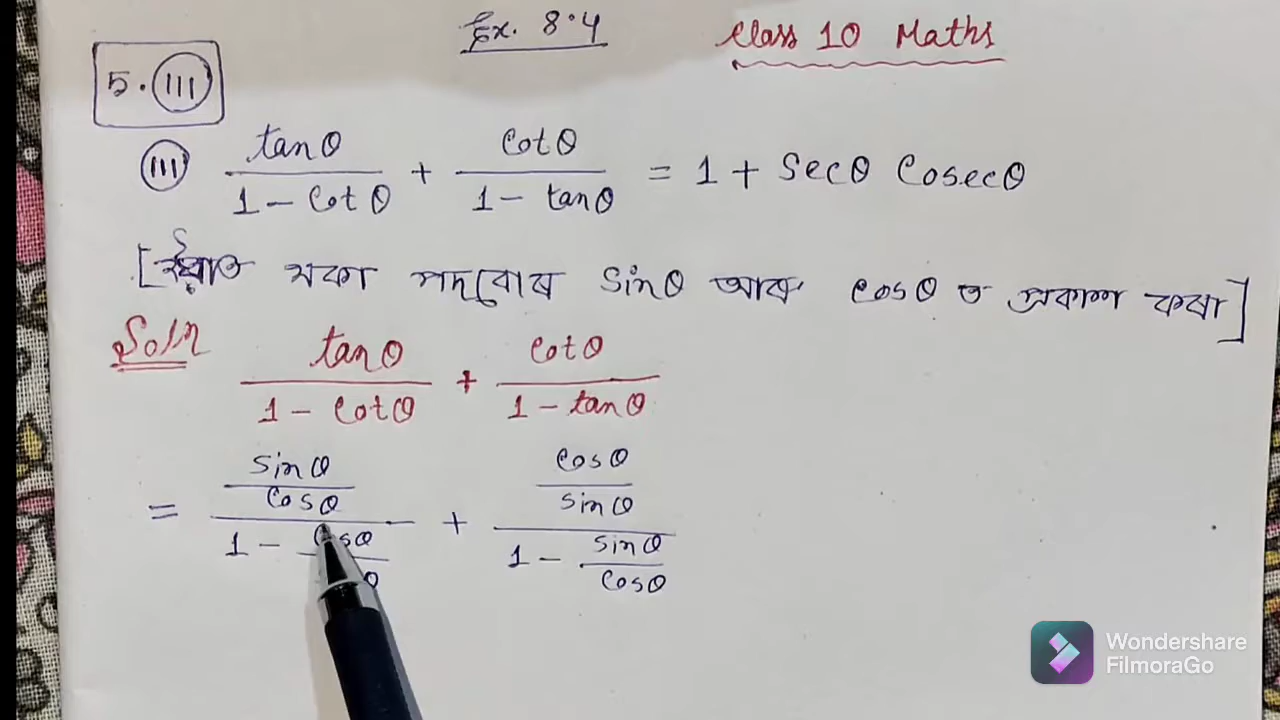 Ex. 8.4
Class 10 Maths
5. (iii)
(iii) tanθ / (1 - cotθ) + cotθ / (1 - tanθ) = 1 + secθ cosecθ
[ পদবোৰ sinθ আৰু cosθ ত প্ৰকাশ কৰা]
Soln
tanθ / (1 - cotθ) + cotθ / (1 - tanθ)
= (sinθ / cosθ) / (1 - cosθ / θ) + (cosθ / sinθ) / (1 - sinθ / cosθ)
Wondershare
FilmoraGo